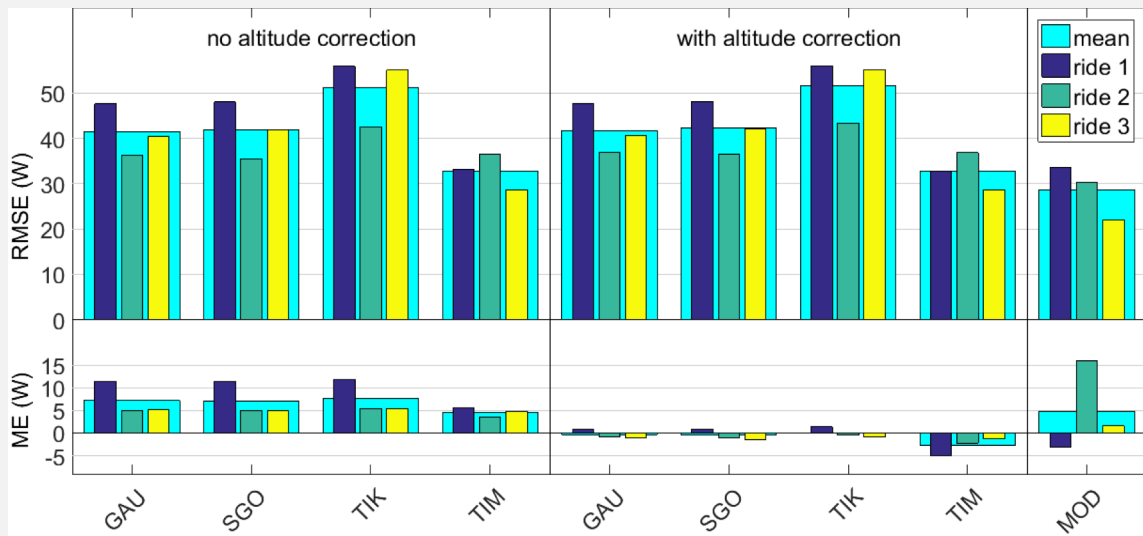 no altitude correction
with altitude correction
mean
ride 1
ride 2
ride 3
RMSE (W)
50
40
30
20
10
0
ME (W)
15
10
5
0
-5
GAU
SGO
TIK
TIM
GAU
SGO
TIK
TIM
MOD